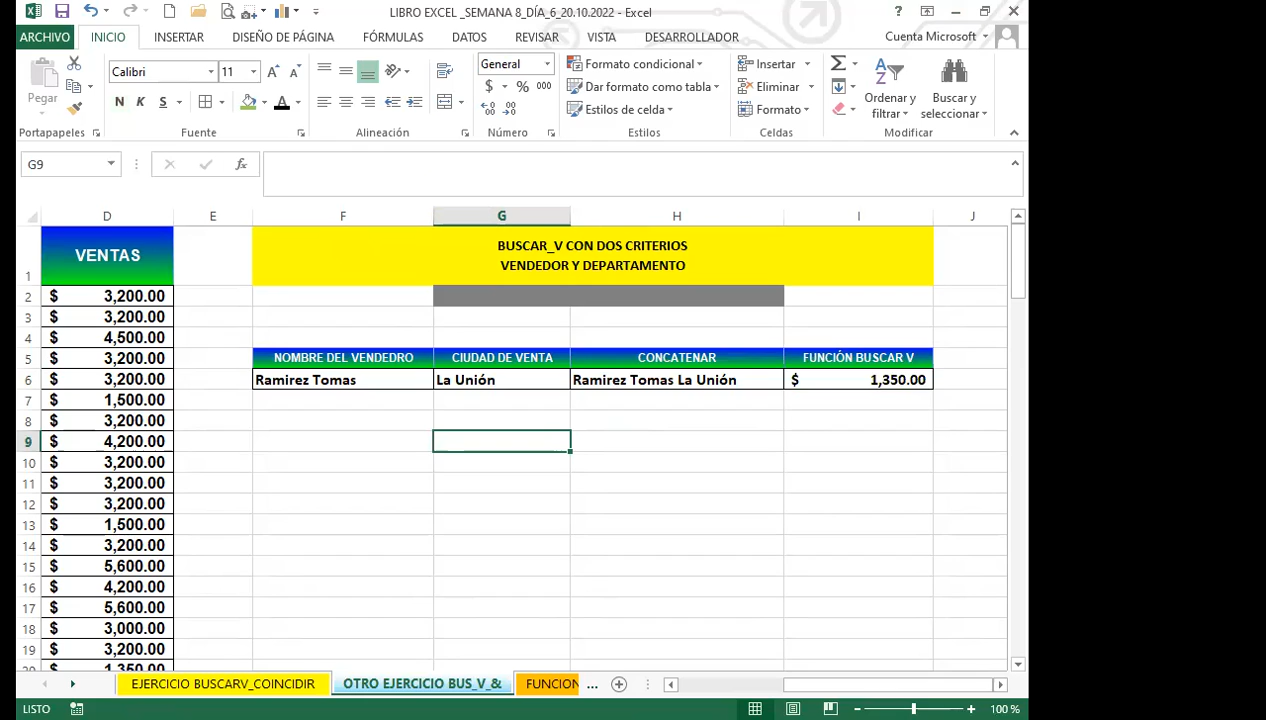 LIBRO EXCEL _SEMANA 8_DÍA_6_20.10.2022 - Excel
ARCHIVO INICIO INSERTAR DISEÑO DE PÁGINA FÓRMULAS DATOS REVISAR VISTA DESARROLLADOR Cuenta Microsoft
Pegar
Calibri 11
N K S
General
$ % 000
Formato condicional
Dar formato como tabla
Estilos de celda
Insertar
Eliminar
Formato
Ordenar y
filtrar
Buscar y
seleccionar
Portapapeles Fuente Alineación Número Estilos Celdas Modificar
G9 fx
D E F G H I J
1 VENTAS
BUSCAR_V CON DOS CRITERIOS
VENDEDOR Y DEPARTAMENTO
2 $ 3,200.00
3 $ 3,200.00
4 $ 4,500.00
5 $ 3,200.00 NOMBRE DEL VENDEDRO CIUDAD DE VENTA CONCATENAR FUNCIÓN BUSCAR V
6 $ 3,200.00 Ramirez Tomas La Unión Ramirez Tomas La Unión $ 1,350.00
7 $ 1,500.00
8 $ 3,200.00
9 $ 4,200.00
10 $ 3,200.00
11 $ 3,200.00
12 $ 3,200.00
13 $ 1,500.00
14 $ 3,200.00
15 $ 5,600.00
16 $ 4,200.00
17 $ 5,600.00
18 $ 3,000.00
19 $ 3,200.00
20 $ 1,350.00
EJERCICIO BUSCARV_COINCIDIR OTRO EJERCICIO BUS_V_& FUNCION ...
LISTO 100 %